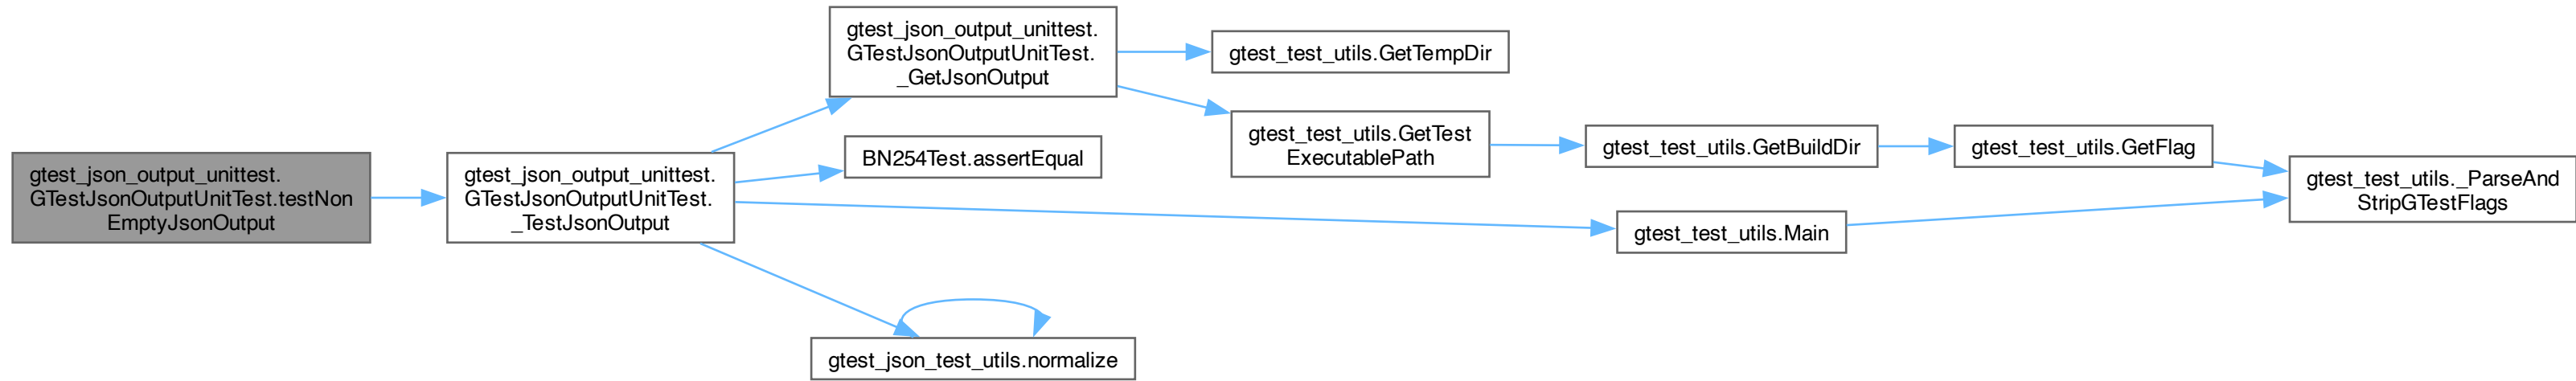 gtest_json_output_unittest.
GTestJsonOutputUnitTest.testNon
EmptyJsonOutput
gtest_json_output_unittest.
GTestJsonOutputUnitTest.
_TestJsonOutput
gtest_json_output_unittest.
GTestJsonOutputUnitTest.
_GetJsonOutput
gtest_test_utils.GetTempDir
gtest_test_utils.GetTest
ExecutablePath
gtest_test_utils.GetBuildDir
gtest_test_utils.GetFlag
gtest_test_utils._ParseAnd
StripGTestFlags
BN254Test.assertEqual
gtest_test_utils.Main
gtest_json_test_utils.normalize